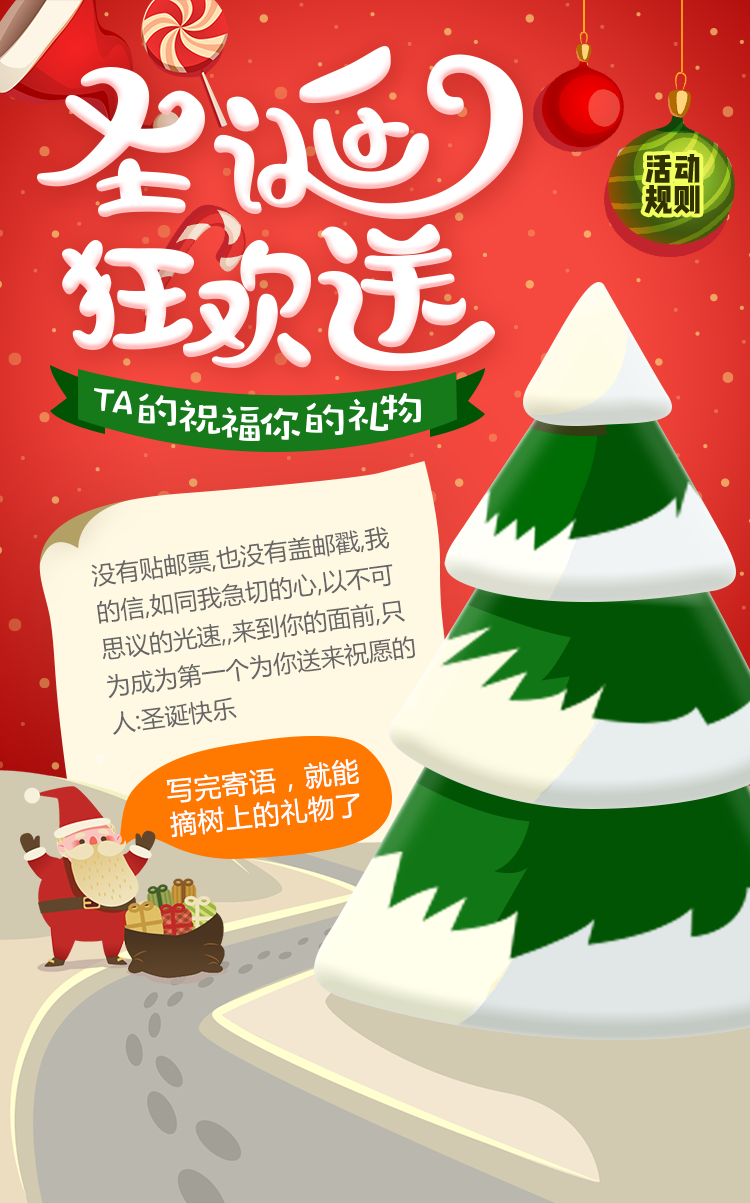 圣诞
狂欢送
活动
规则
TA的祝福你的礼物
没有贴邮票,也没有盖邮戳,我
的信,如同我急切的心,以不可
思议的光速,,来到你的面前,只
为成为第一个为你送来祝愿的
人:圣诞快乐
写完寄语，就能
摘树上的礼物了